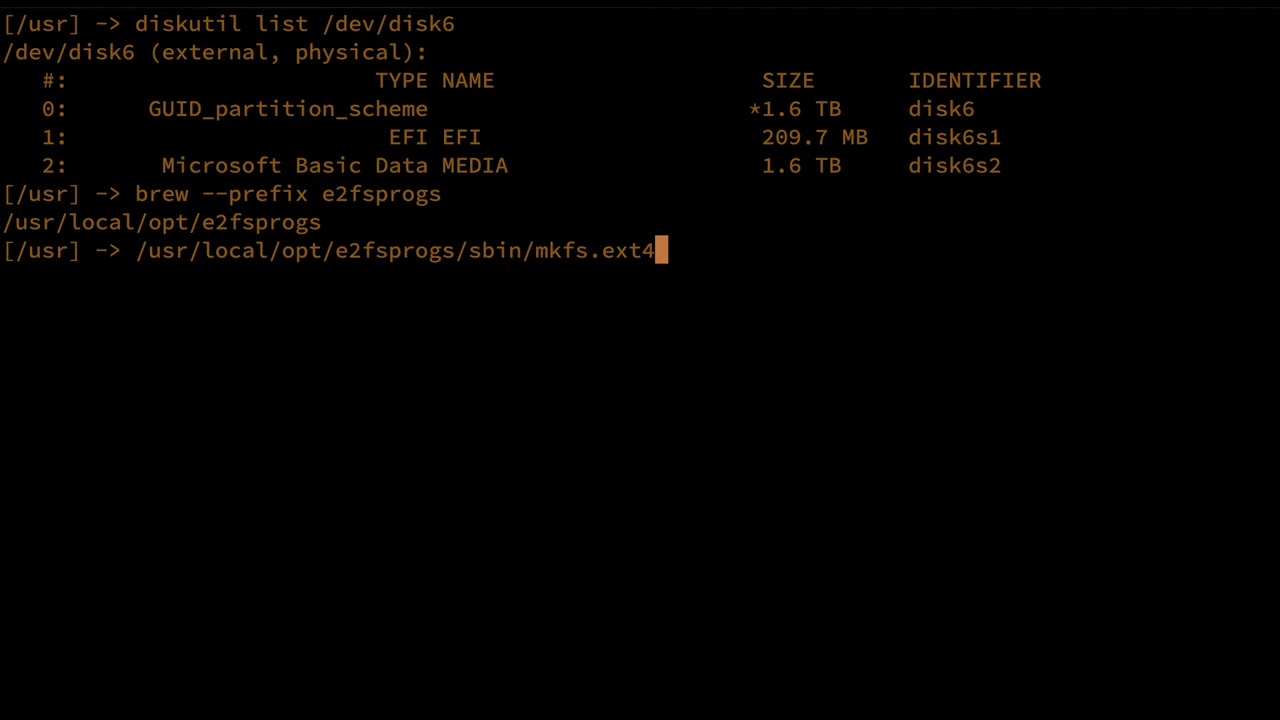 [/usr] -> diskutil list /dev/disk6
/dev/disk6 (external, physical):
   #:                       TYPE NAME                    SIZE       IDENTIFIER
   0:      GUID_partition_scheme                        *1.6 TB     disk6
   1:                        EFI EFI                     209.7 MB   disk6s1
   2:       Microsoft Basic Data MEDIA                   1.6 TB     disk6s2
[/usr] -> brew --prefix e2fsprogs
/usr/local/opt/e2fsprogs
[/usr] -> /usr/local/opt/e2fsprogs/sbin/mkfs.ext4